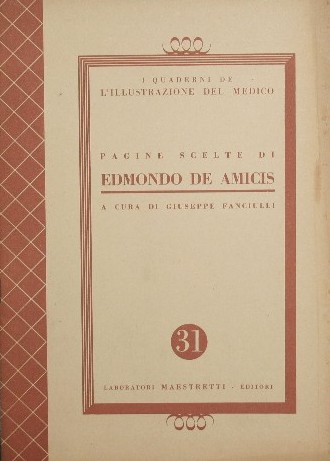 I QUADERNI DE
L'ILLUSTRAZIONE DEL MEDICO
PAGINE SCELTE DI
EDMONDO DE AMICIS
A CURA DI GIUSEPPE FANCIULLI
31
LABORATORI MAESTRETTI - EDITORI